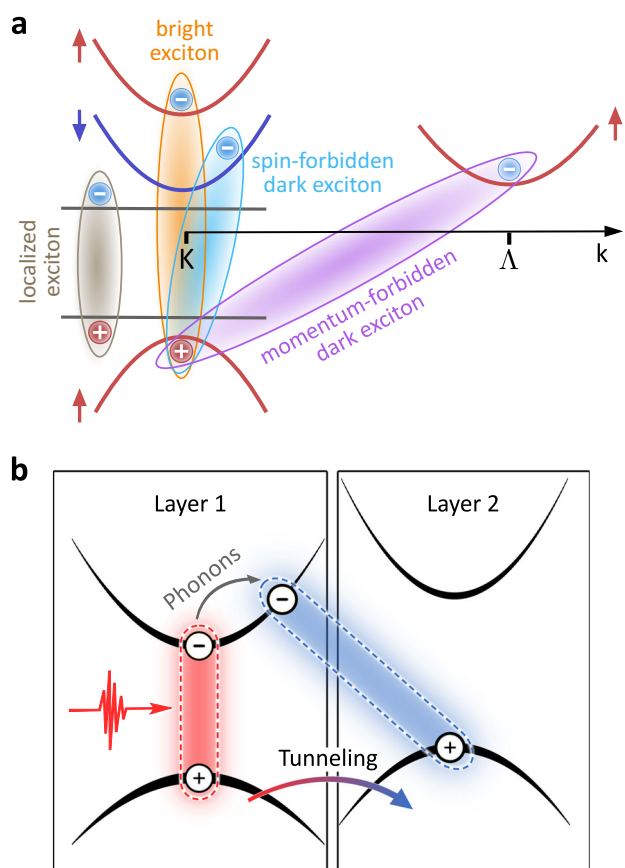 a
bright
exciton
spin-forbidden
dark exciton
localized
exciton
K
Λ
k
momentum-forbidden
dark exciton
b
Layer 1
Layer 2
Phonons
Tunneling